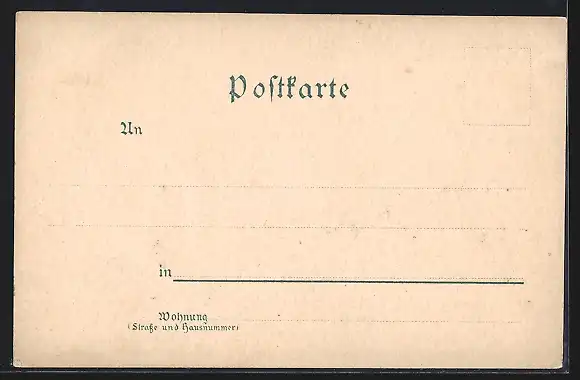 Postkarte
An
in
Wohnung
(Straße und Hausnummer)